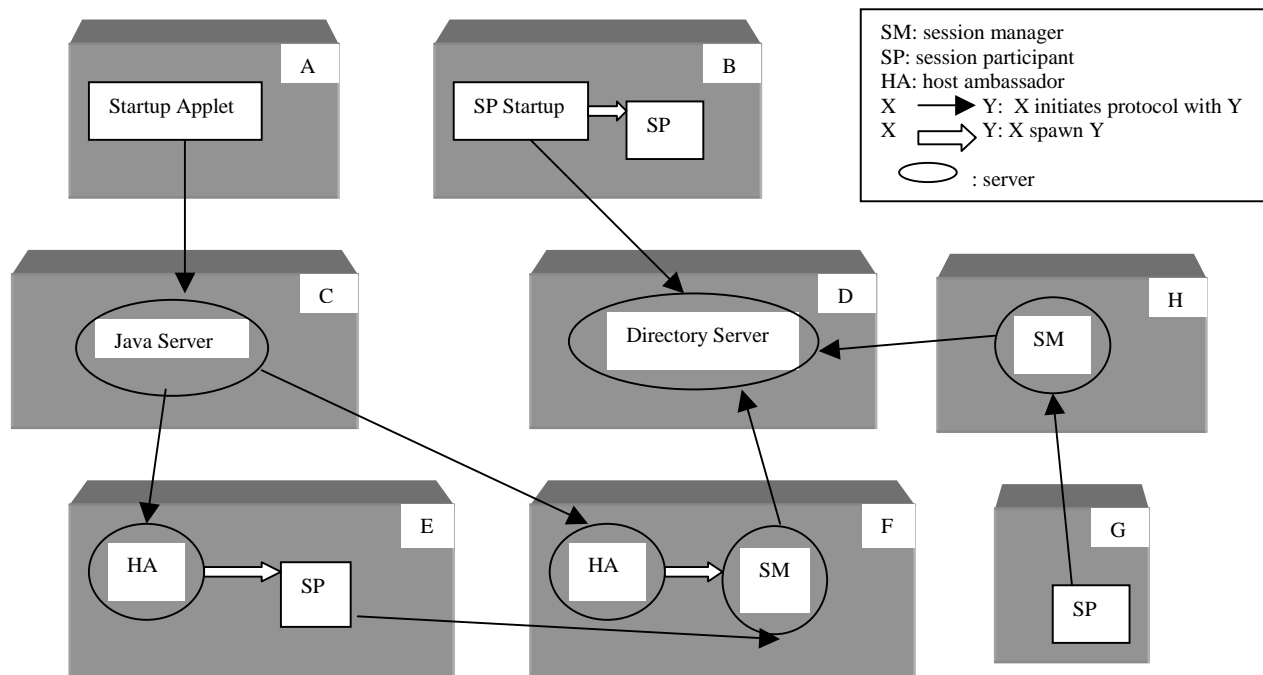 A
Startup Applet
B
SP Startup
SP
SM: session manager
SP: session participant
HA: host ambassador
X Y: X initiates protocol with Y
X Y: X spawn Y
: server
C
Java Server
D
Directory Server
H
SM
E
HA
SP
F
HA
SM
G
SP